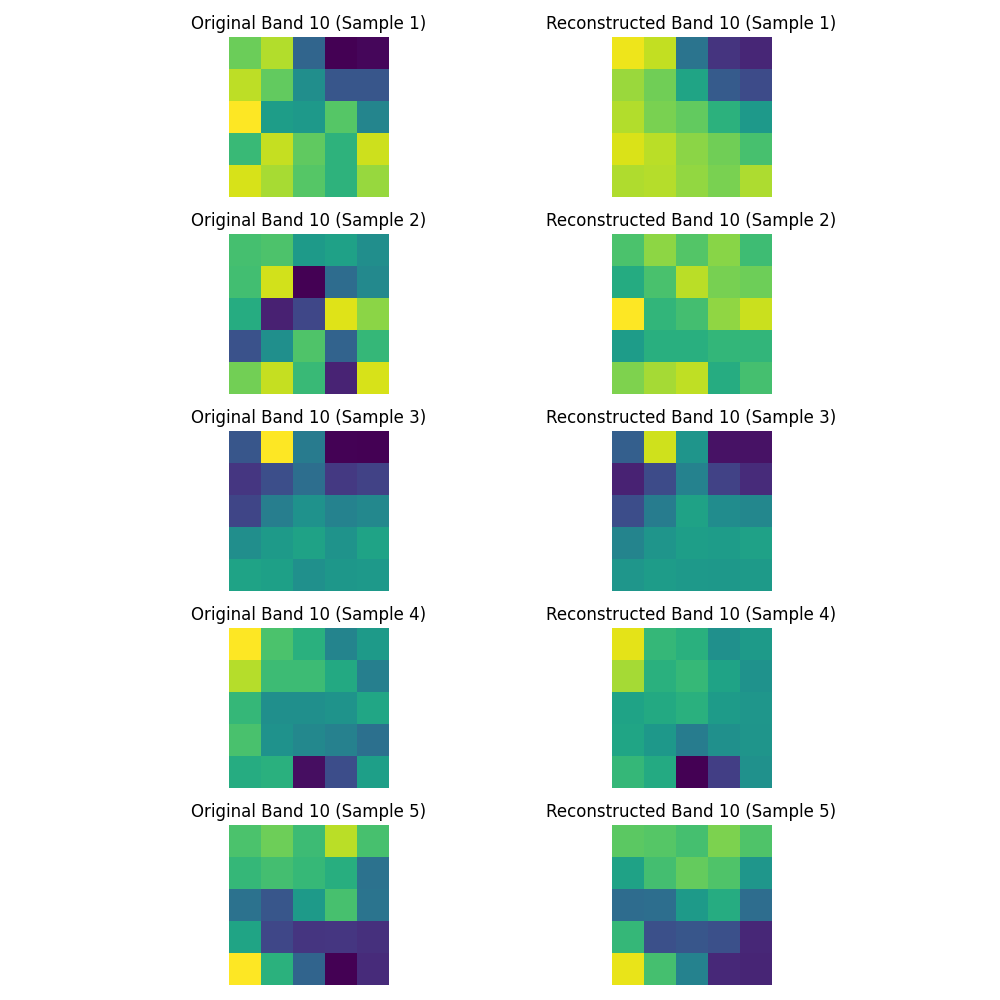 Original Band 10 (Sample 1)
Reconstructed Band 10 (Sample 1)
Original Band 10 (Sample 2)
Reconstructed Band 10 (Sample 2)
Original Band 10 (Sample 3)
Reconstructed Band 10 (Sample 3)
Original Band 10 (Sample 4)
Reconstructed Band 10 (Sample 4)
Original Band 10 (Sample 5)
Reconstructed Band 10 (Sample 5)